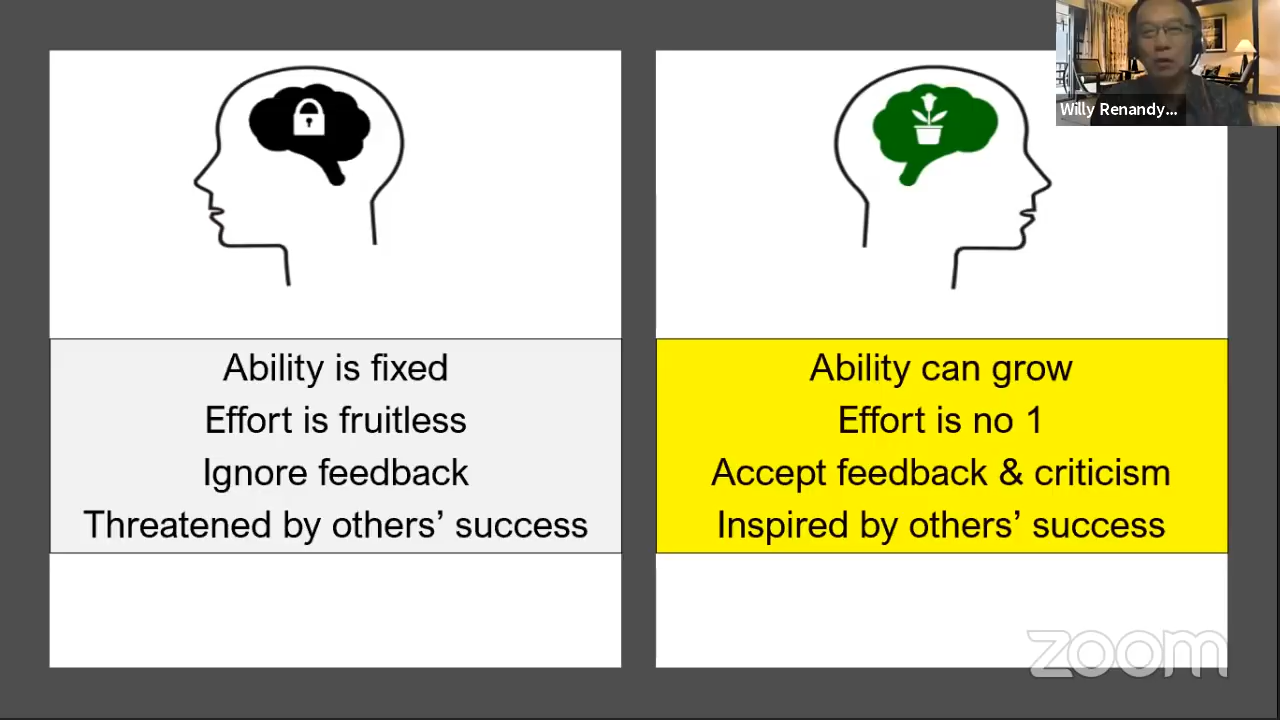 Willy Renandy...
Ability is fixed
Effort is fruitless
Ignore feedback
Threatened by others’ success
Ability can grow
Effort is no 1
Accept feedback & criticism
Inspired by others’ success
zoom